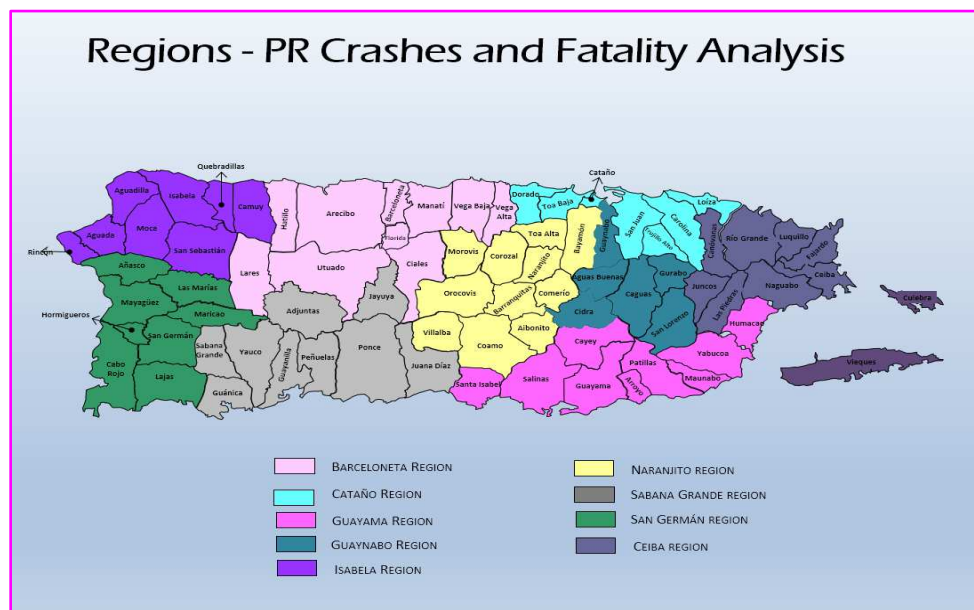 Regions - PR Crashes and Fatality Analysis
Quebradillas
Cataño
Aguadilla
Isabela
Camuy
Hatillo
Arecibo
Barceloneta
Manatí
Vega Baja
Vega Alta
Dorado
Toa Baja
Loíza
Moca
Aguada
San Sebastián
Rincón
Florida
Ciales
Morovis
Corozal
Toa Alta
Naranjito
Bayamón
Guaynabo
San Juan
Trujillo Alto
Carolina
Canóvanas
Río Grande
Luquillo
Fajardo
Ceiba
Añasco
Las Marías
Lares
Utuado
Jayuya
Adjuntas
Orocovis
Barranquitas
Comerío
Aguas Buenas
Cidra
Caguas
Gurabo
Juncos
San Lorenzo
Las Piedras
Naguabo
Humacao
Culebra
Vieques
Mayagüez
Maricao
Hormigueros
San Germán
Cabo Rojo
Lajas
Sabana Grande
Yauco
Guánica
Guayanilla
Peñuelas
Ponce
Juana Díaz
Villalba
Coamo
Aibonito
Santa Isabel
Salinas
Cayey
Guayama
Patillas
Arroyo
Yabucoa
Maunabo
Barceloneta Region
Cataño Region
Guayama Region
Guaynabo Region
Isabela Region
Naranjito region
Sabana Grande region
San Germán region
Ceiba region